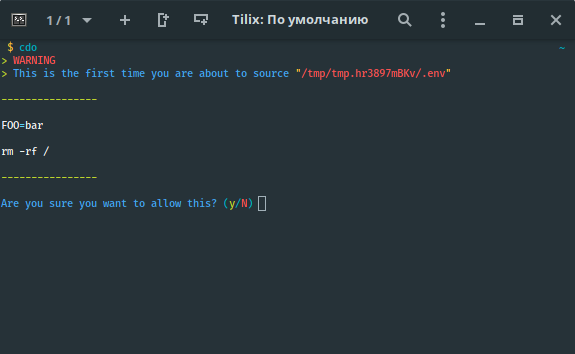 1 / 1
Tilix: По умолчанию
$ cdo ~
> WARNING
> This is the first time you are about to source "/tmp/tmp.hr3897mBKv/.env"
----------------
FOO=bar
rm -rf /
----------------
Are you sure you want to allow this? (y/N)